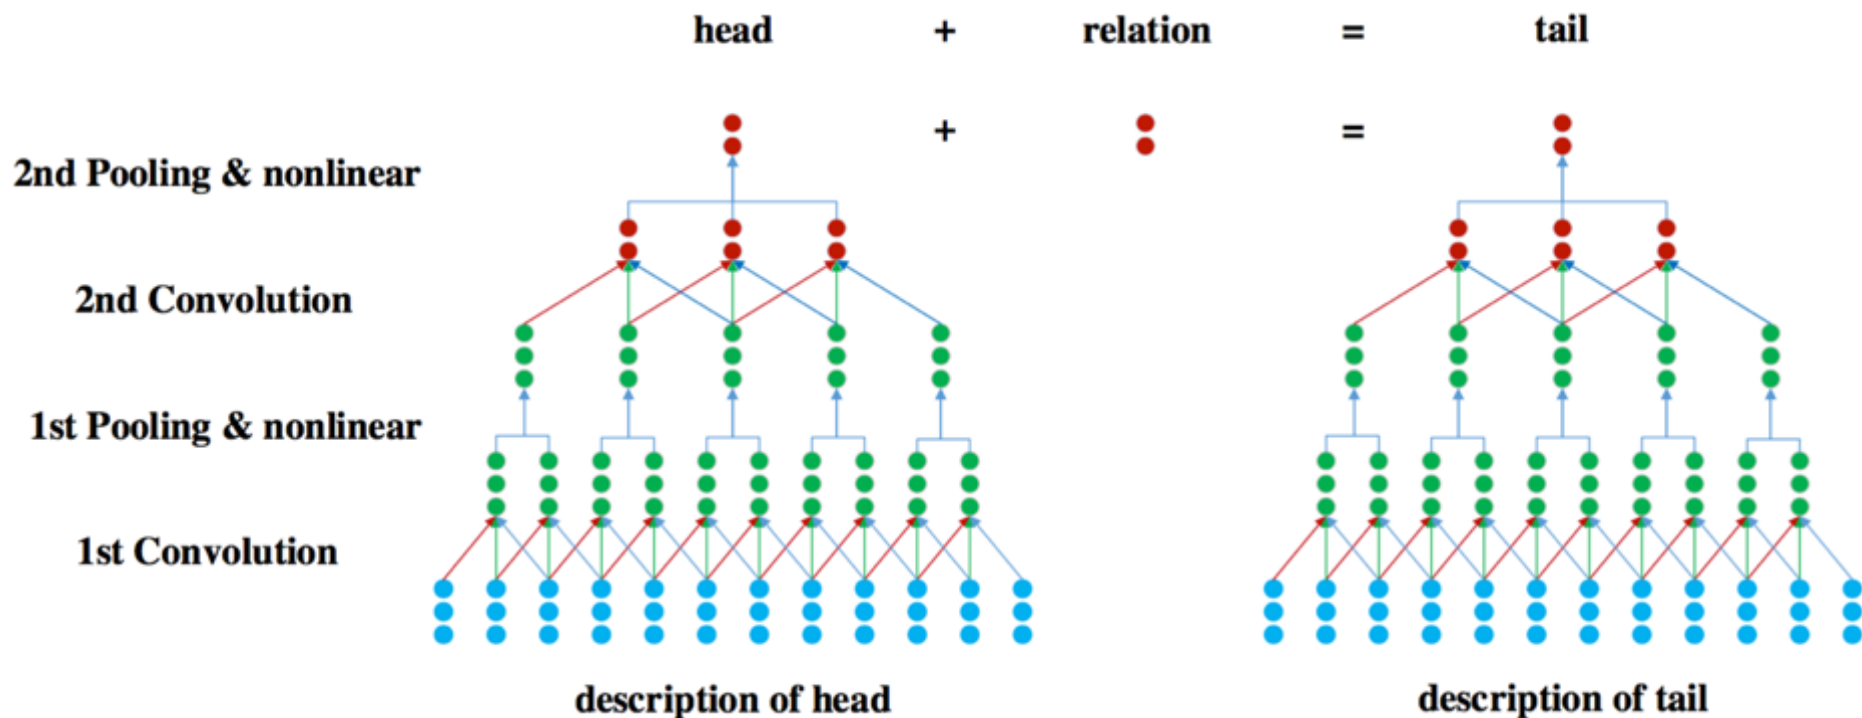 head + relation = tail
+ =
2nd Pooling & nonlinear
2nd Convolution
1st Pooling & nonlinear
1st Convolution
description of head
description of tail